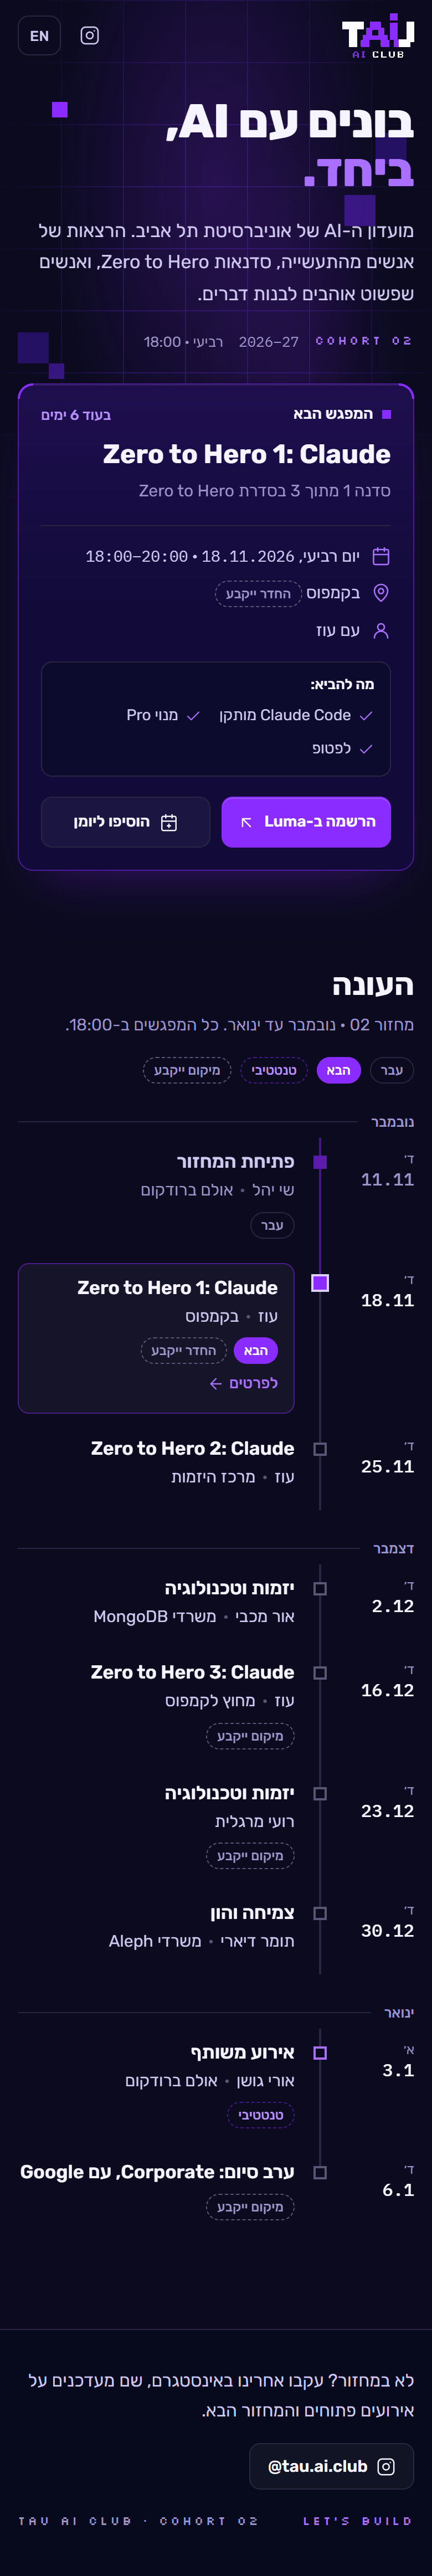 TAU
AI CLUB
EN
בונים עם AI,
ביחד.
מועדון ה-AI של אוניברסיטת תל אביב. הרצאות של
אנשים מהתעשייה, סדנאות Zero to Hero, ואנשים
שפשוט אוהבים לבנות דברים.
COHORT 02 2026–27 רביעי • 18:00
המפגש הבא
בעוד 6 ימים
Zero to Hero 1: Claude
סדנה 1 מתוך 3 בסדרת Zero to Hero
יום רביעי, 18.11.2026 • 18:00–20:00
בקמפוס החדר ייקבע
עם עוז
מה להביא:
Claude Code מותקן מנוי Pro
לפטופ
הרשמה ב-Luma
הוסיפו ליומן
העונה
מחזור 02 • נובמבר עד ינואר. כל המפגשים ב-18:00.
עבר הבא טנטטיבי מיקום ייקבע
נובמבר
ד׳
11.11
פתיחת המחזור
שי יהל • אולם ברודקום
עבר
ד׳
18.11
Zero to Hero 1: Claude
עוז • בקמפוס
הבא החדר ייקבע
לפרטים
ד׳
25.11
Zero to Hero 2: Claude
עוז • מרכז היזמות
דצמבר
ד׳
2.12
יזמות וטכנולוגיה
אור מכבי • משרדי MongoDB
ד׳
16.12
Zero to Hero 3: Claude
עוז • מחוץ לקמפוס
מיקום ייקבע
ד׳
23.12
יזמות וטכנולוגיה
רועי מרגלית
מיקום ייקבע
ד׳
30.12
צמיחה והון
תומר דיארי • משרדי Aleph
ינואר
א׳
3.1
אירוע משותף
אורי גושן • אולם ברודקום
טנטטיבי
ד׳
6.1
ערב סיום: Corporate, עם Google
מיקום ייקבע
לא במחזור? עקבו אחרינו באינסטגרם, שם מעדכנים על
אירועים פתוחים והמחזור הבא.
@tau.ai.club
TAU AI CLUB · COHORT 02
LET'S BUILD